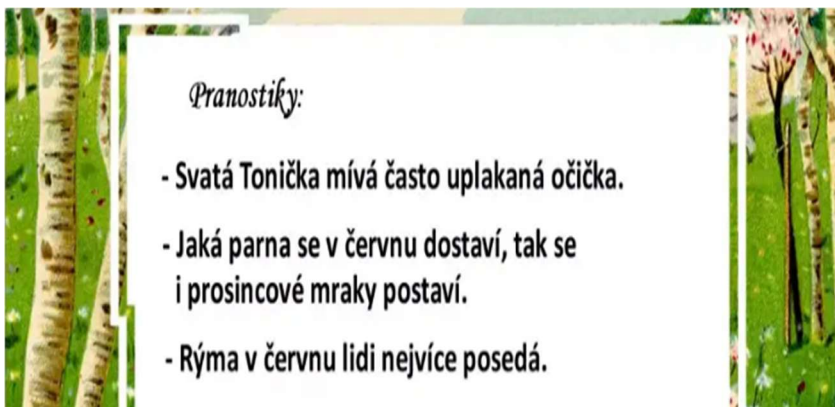 Pranostiky:
- Svatá Tonička mívá často uplakaná očička.
- Jaká parna se v červnu dostaví, tak se
i prosincové mraky postaví.
- Rýma v červnu lidi nejvíce posedá.